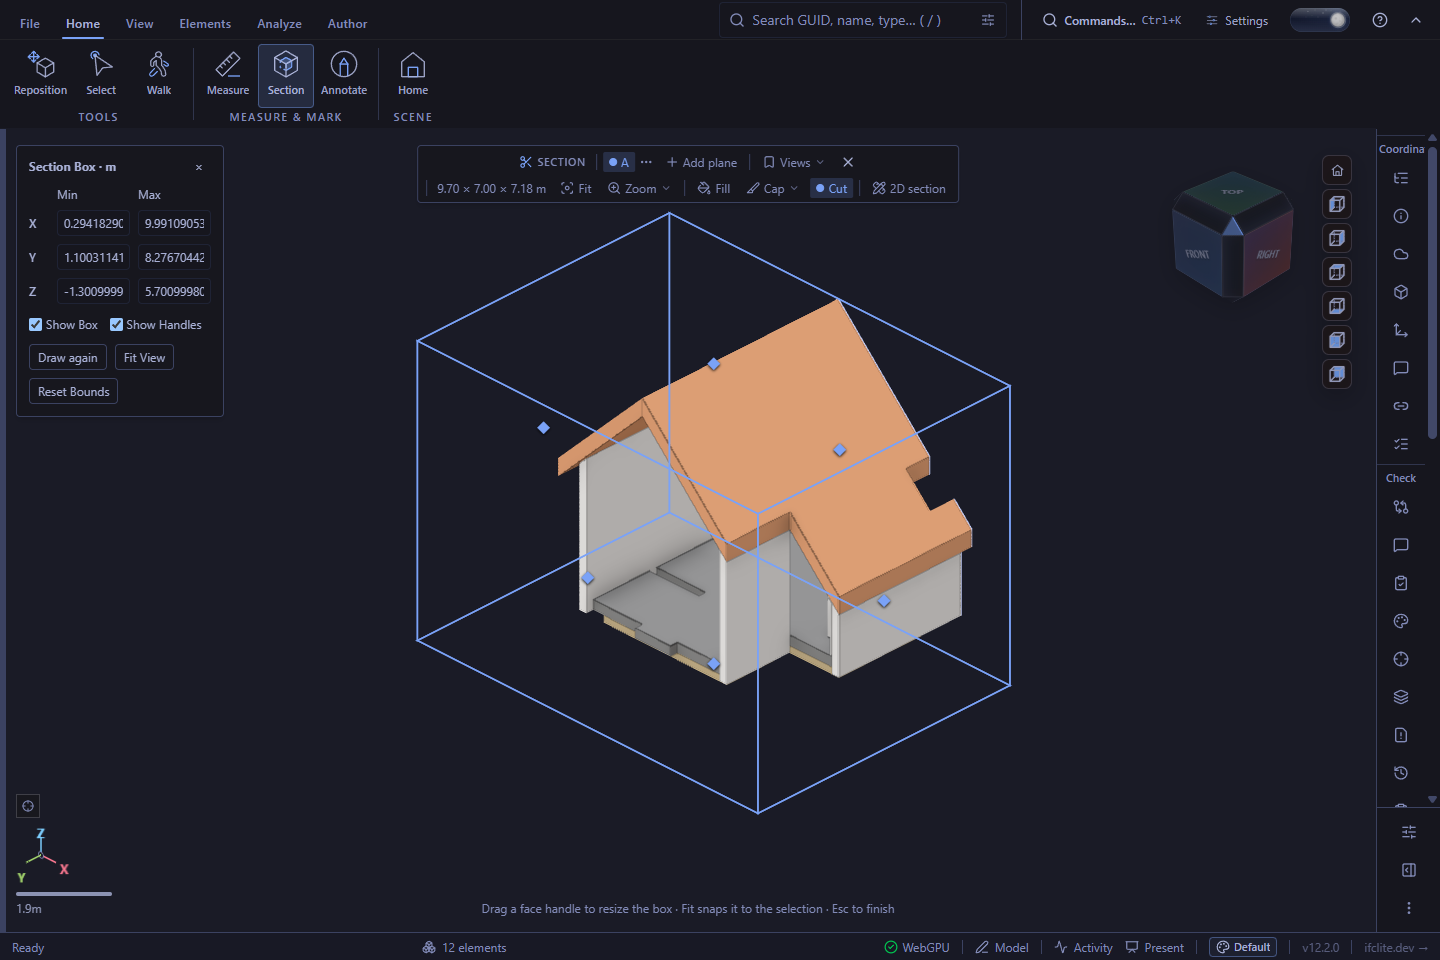 File Home View Elements Analyze Author
Search GUID, name, type... ( / )
Commands... Ctrl+K
Settings
Reposition Select Walk Measure Section Annotate Home
TOOLS MEASURE & MARK SCENE
Section Box · m ×
Min Max
X 0.29418290 9.99109053
Y 1.10031141 8.27670442
Z -1.3009999 5.70099980
Show Box Show Handles
Draw again Fit View
Reset Bounds
SECTION A ··· + Add plane Views
9.70 × 7.00 × 7.18 m Fit Zoom Fill Cap Cut 2D section
TOP
FRONT RIGHT
Coordina
Check
Z
X
Y
1.9m
Drag a face handle to resize the box · Fit snaps it to the selection · Esc to finish
Ready 12 elements WebGPU Model Activity Present Default v12.2.0 ifclite.dev →